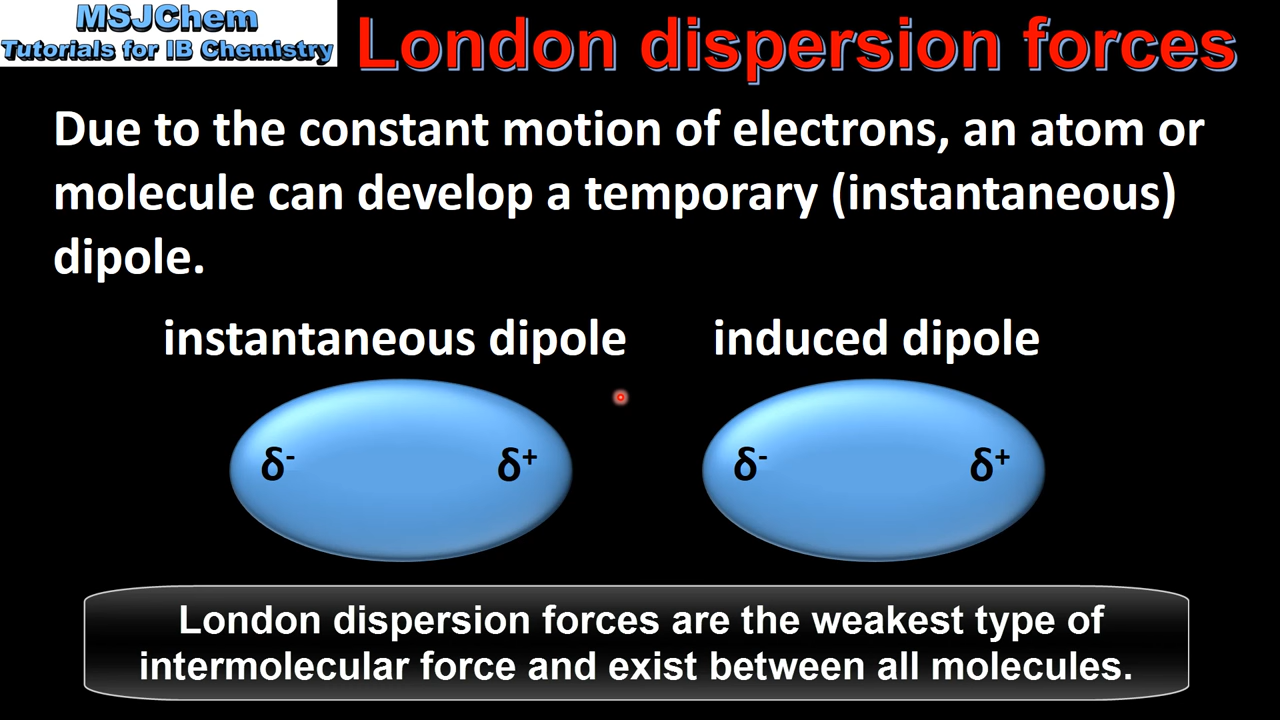 MSJChem
Tutorials for IB Chemistry
London dispersion forces
Due to the constant motion of electrons, an atom or
molecule can develop a temporary (instantaneous)
dipole.
instantaneous dipole induced dipole
δ⁻ δ⁺ δ⁻ δ⁺
London dispersion forces are the weakest type of
intermolecular force and exist between all molecules.